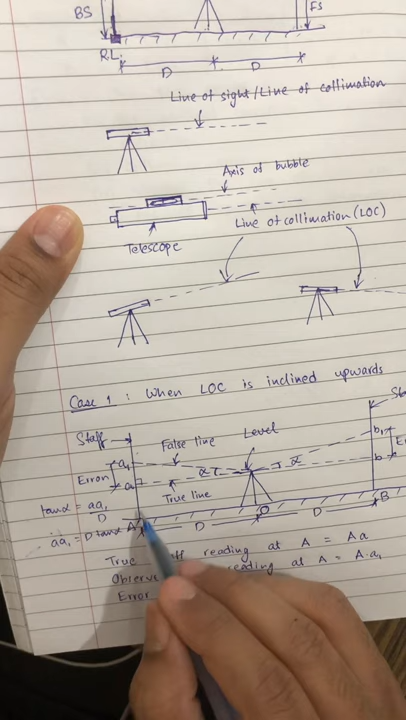 BS
FS
R.L.
D
D
Line of sight/Line of collimation
Axis of bubble
Line of collimation (LOC)
Telescope
Case 1 : When LOC is inclined upwards
Staff
False line
Level
Error
a₁
a
α
α
b₁
b
True line
tanα = aa₁/D
aa₁ = D tanα
A
D
O
D
B
True reading at A = Aa
Observe reading at A = A·a₁
Error